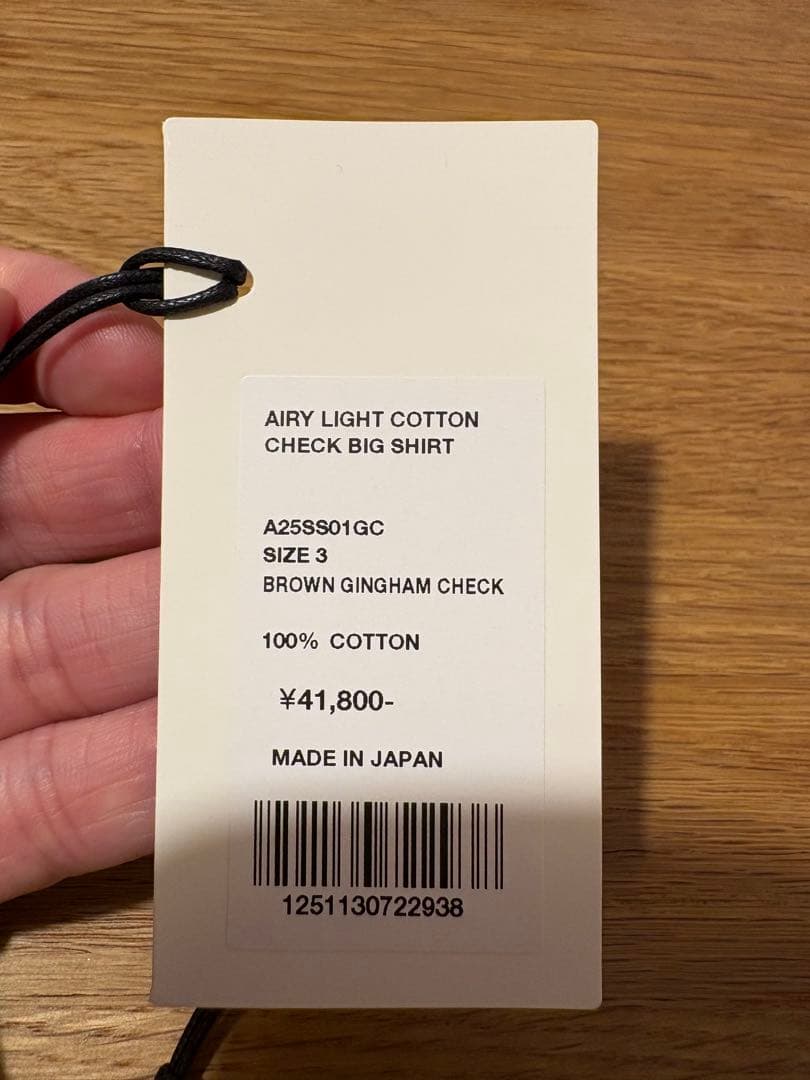 AIRY LIGHT COTTON
CHECK BIG SHIRT
A25SS01GC
SIZE 3
BROWN GINGHAM CHECK
100% COTTON
¥41,800-
MADE IN JAPAN
1251130722938